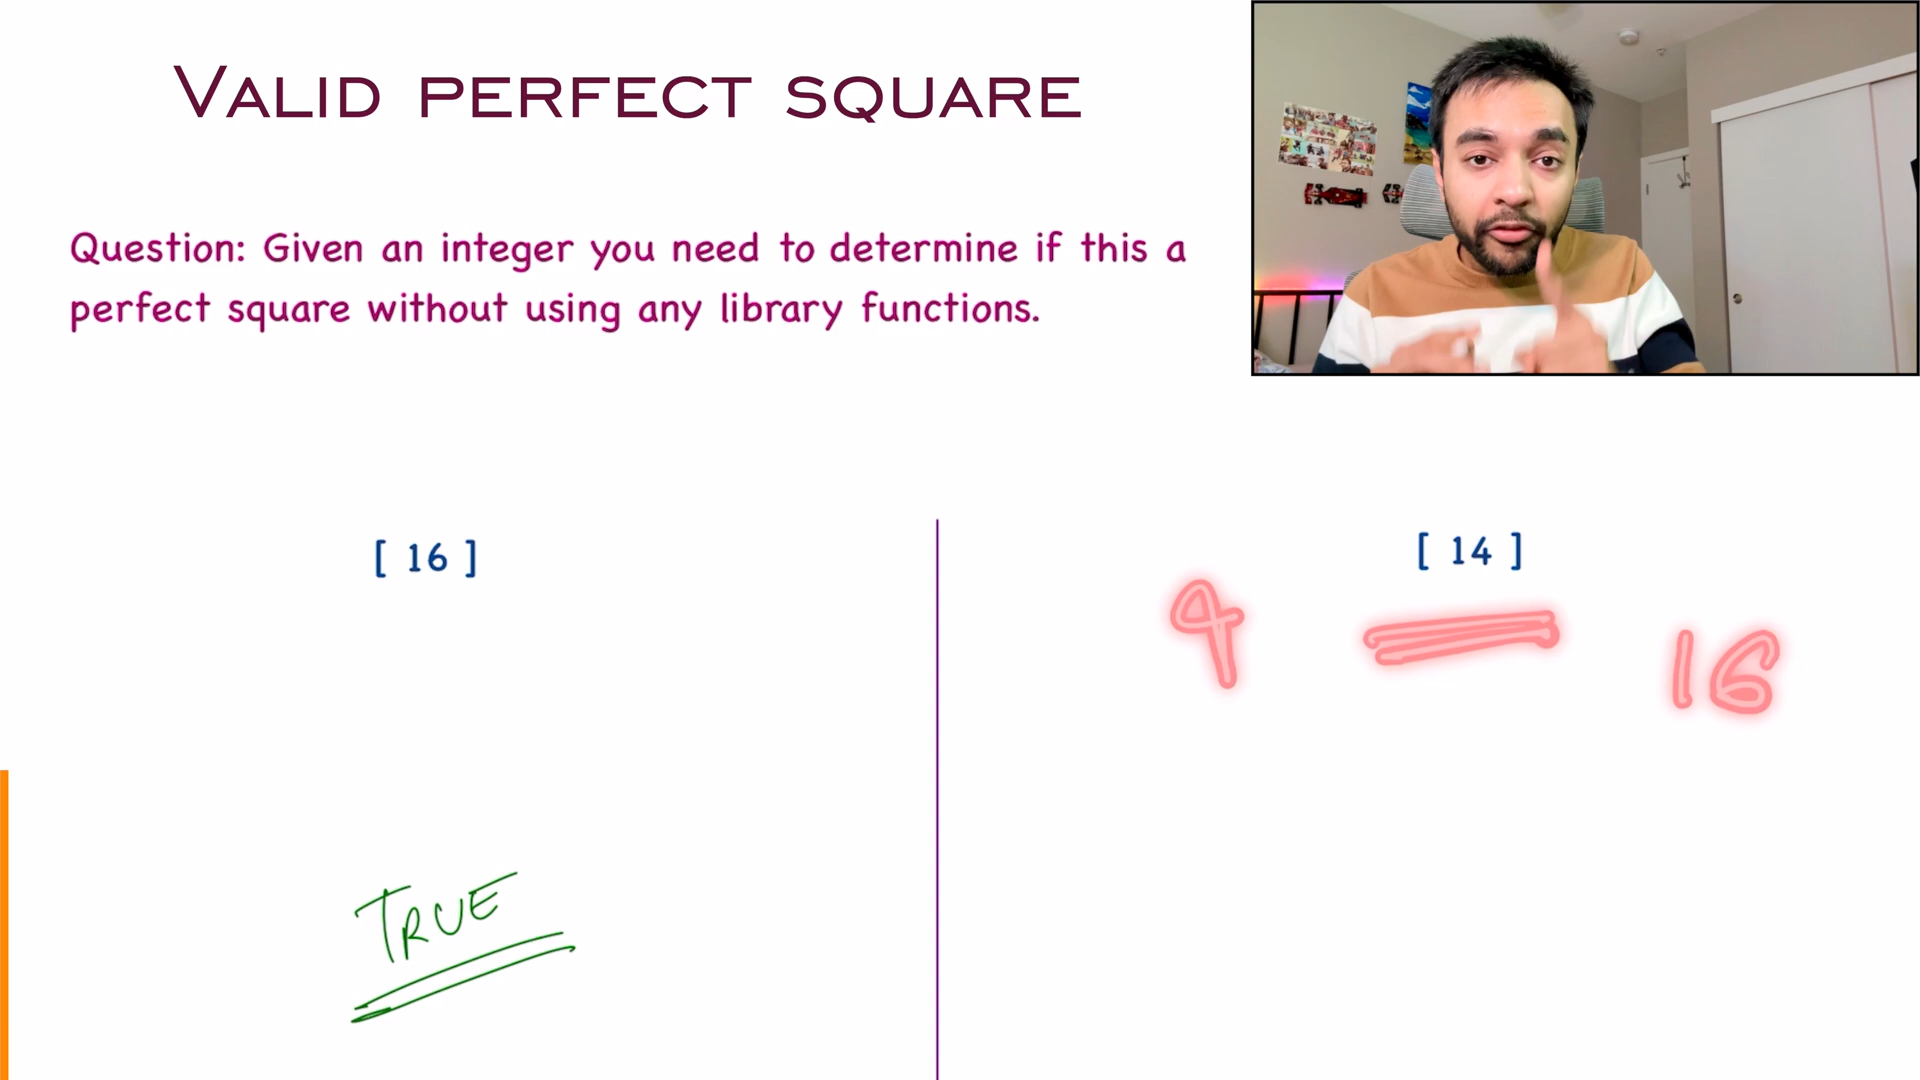 VALID PERFECT SQUARE
Question: Given an integer you need to determine if this a
perfect square without using any library functions.
[ 16 ]
[ 14 ]
9
16
TRUE